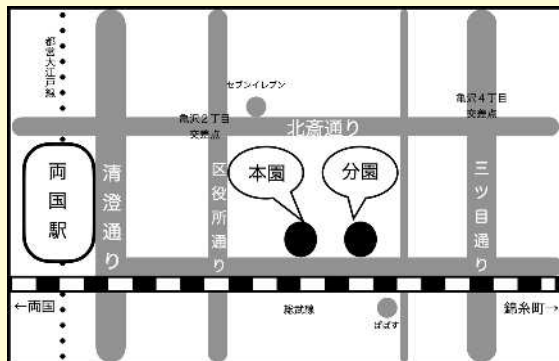 都営大江戸線
セブンイレブン
亀沢2丁目
交差点
亀沢4丁目
交差点
北斎通り
両国駅
清澄通り
区役所通り
本園
分園
三ツ目通り
←両国
総武線
ぱぱす
錦糸町→